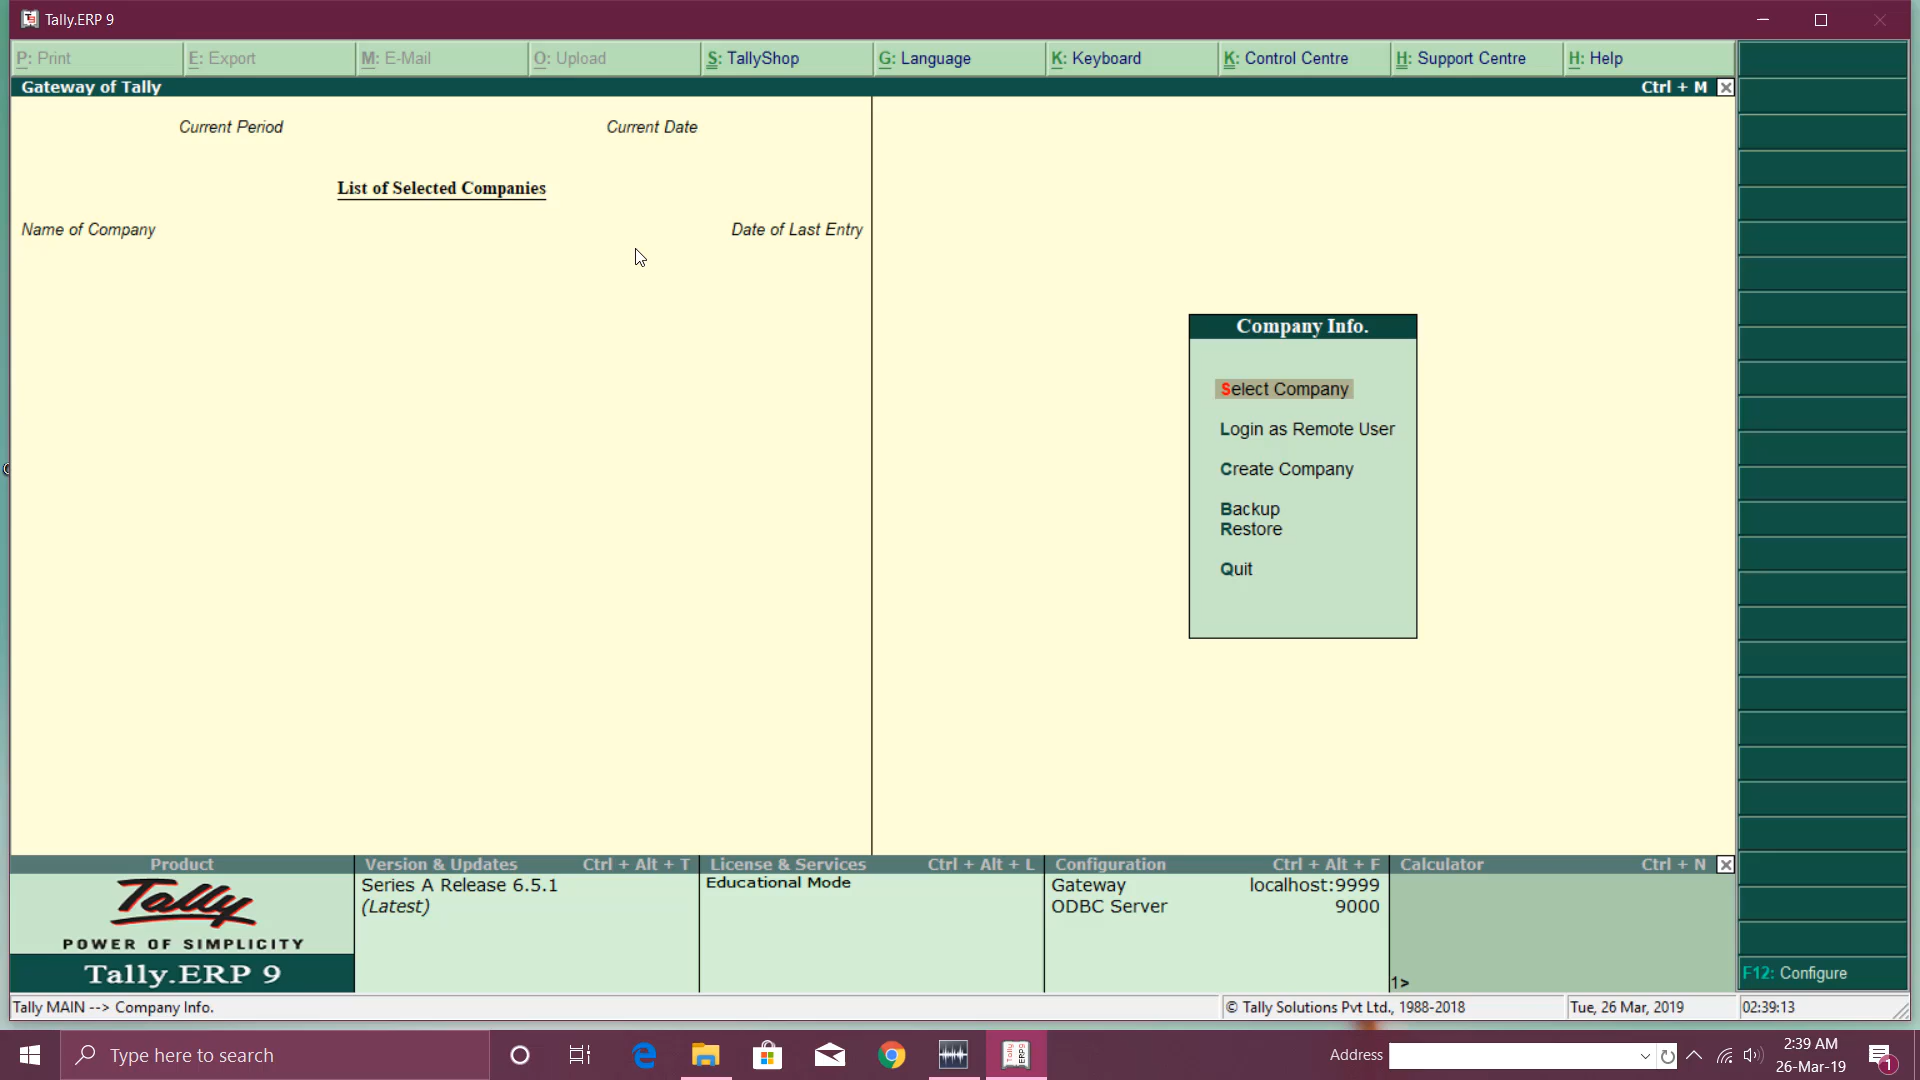 Tally.ERP 9
P: Print E: Export M: E-Mail O: Upload S: TallyShop G: Language K: Keyboard K: Control Centre H: Support Centre H: Help
Gateway of Tally Ctrl + M
Current Period Current Date
List of Selected Companies
Name of Company Date of Last Entry
Company Info.
Select Company
Login as Remote User
Create Company
Backup
Restore
Quit
Product Version & Updates Ctrl + Alt + T License & Services Ctrl + Alt + L Configuration Ctrl + Alt + F Calculator Ctrl + N
Tally
POWER OF SIMPLICITY
Tally.ERP 9
Series A Release 6.5.1
(Latest)
Educational Mode
Gateway localhost:9999
ODBC Server 9000
1>
F12: Configure
Tally MAIN --> Company Info. © Tally Solutions Pvt Ltd., 1988-2018 Tue, 26 Mar, 2019 02:39:13
Type here to search
Tally
ERP9
Address
2:39 AM
26-Mar-19
1